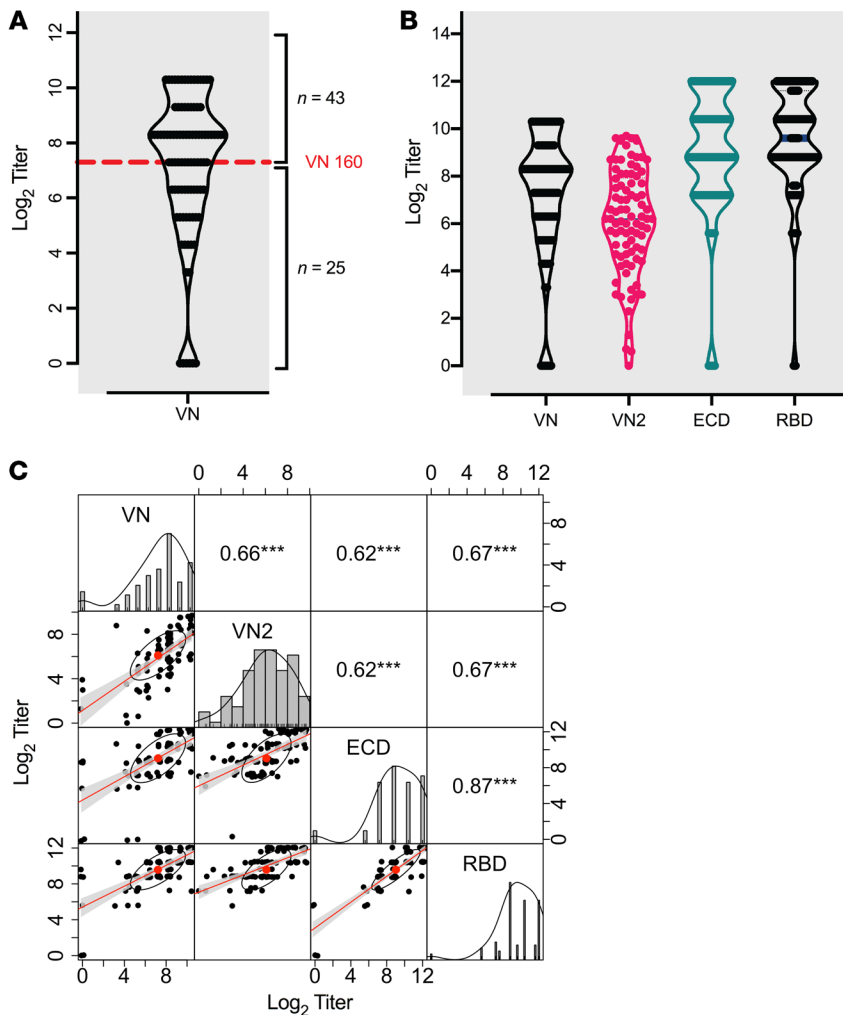 A
Log2 Titer
12
10
8
6
4
2
0
n = 43
VN 160
n = 25
VN
B
Log2 Titer
14
12
10
8
6
4
2
0
VN
VN2
ECD
RBD
C
0 4 8
0 4 8 12
VN
0.66***
0.62***
0.67***
0 4 8
Log2 Titer
0 4 8
VN2
0.62***
0.67***
ECD
0.87***
0 4 8 12
Log2 Titer
0 4 8 12
RBD
0 4 8
0 4 8 12
Log2 Titer